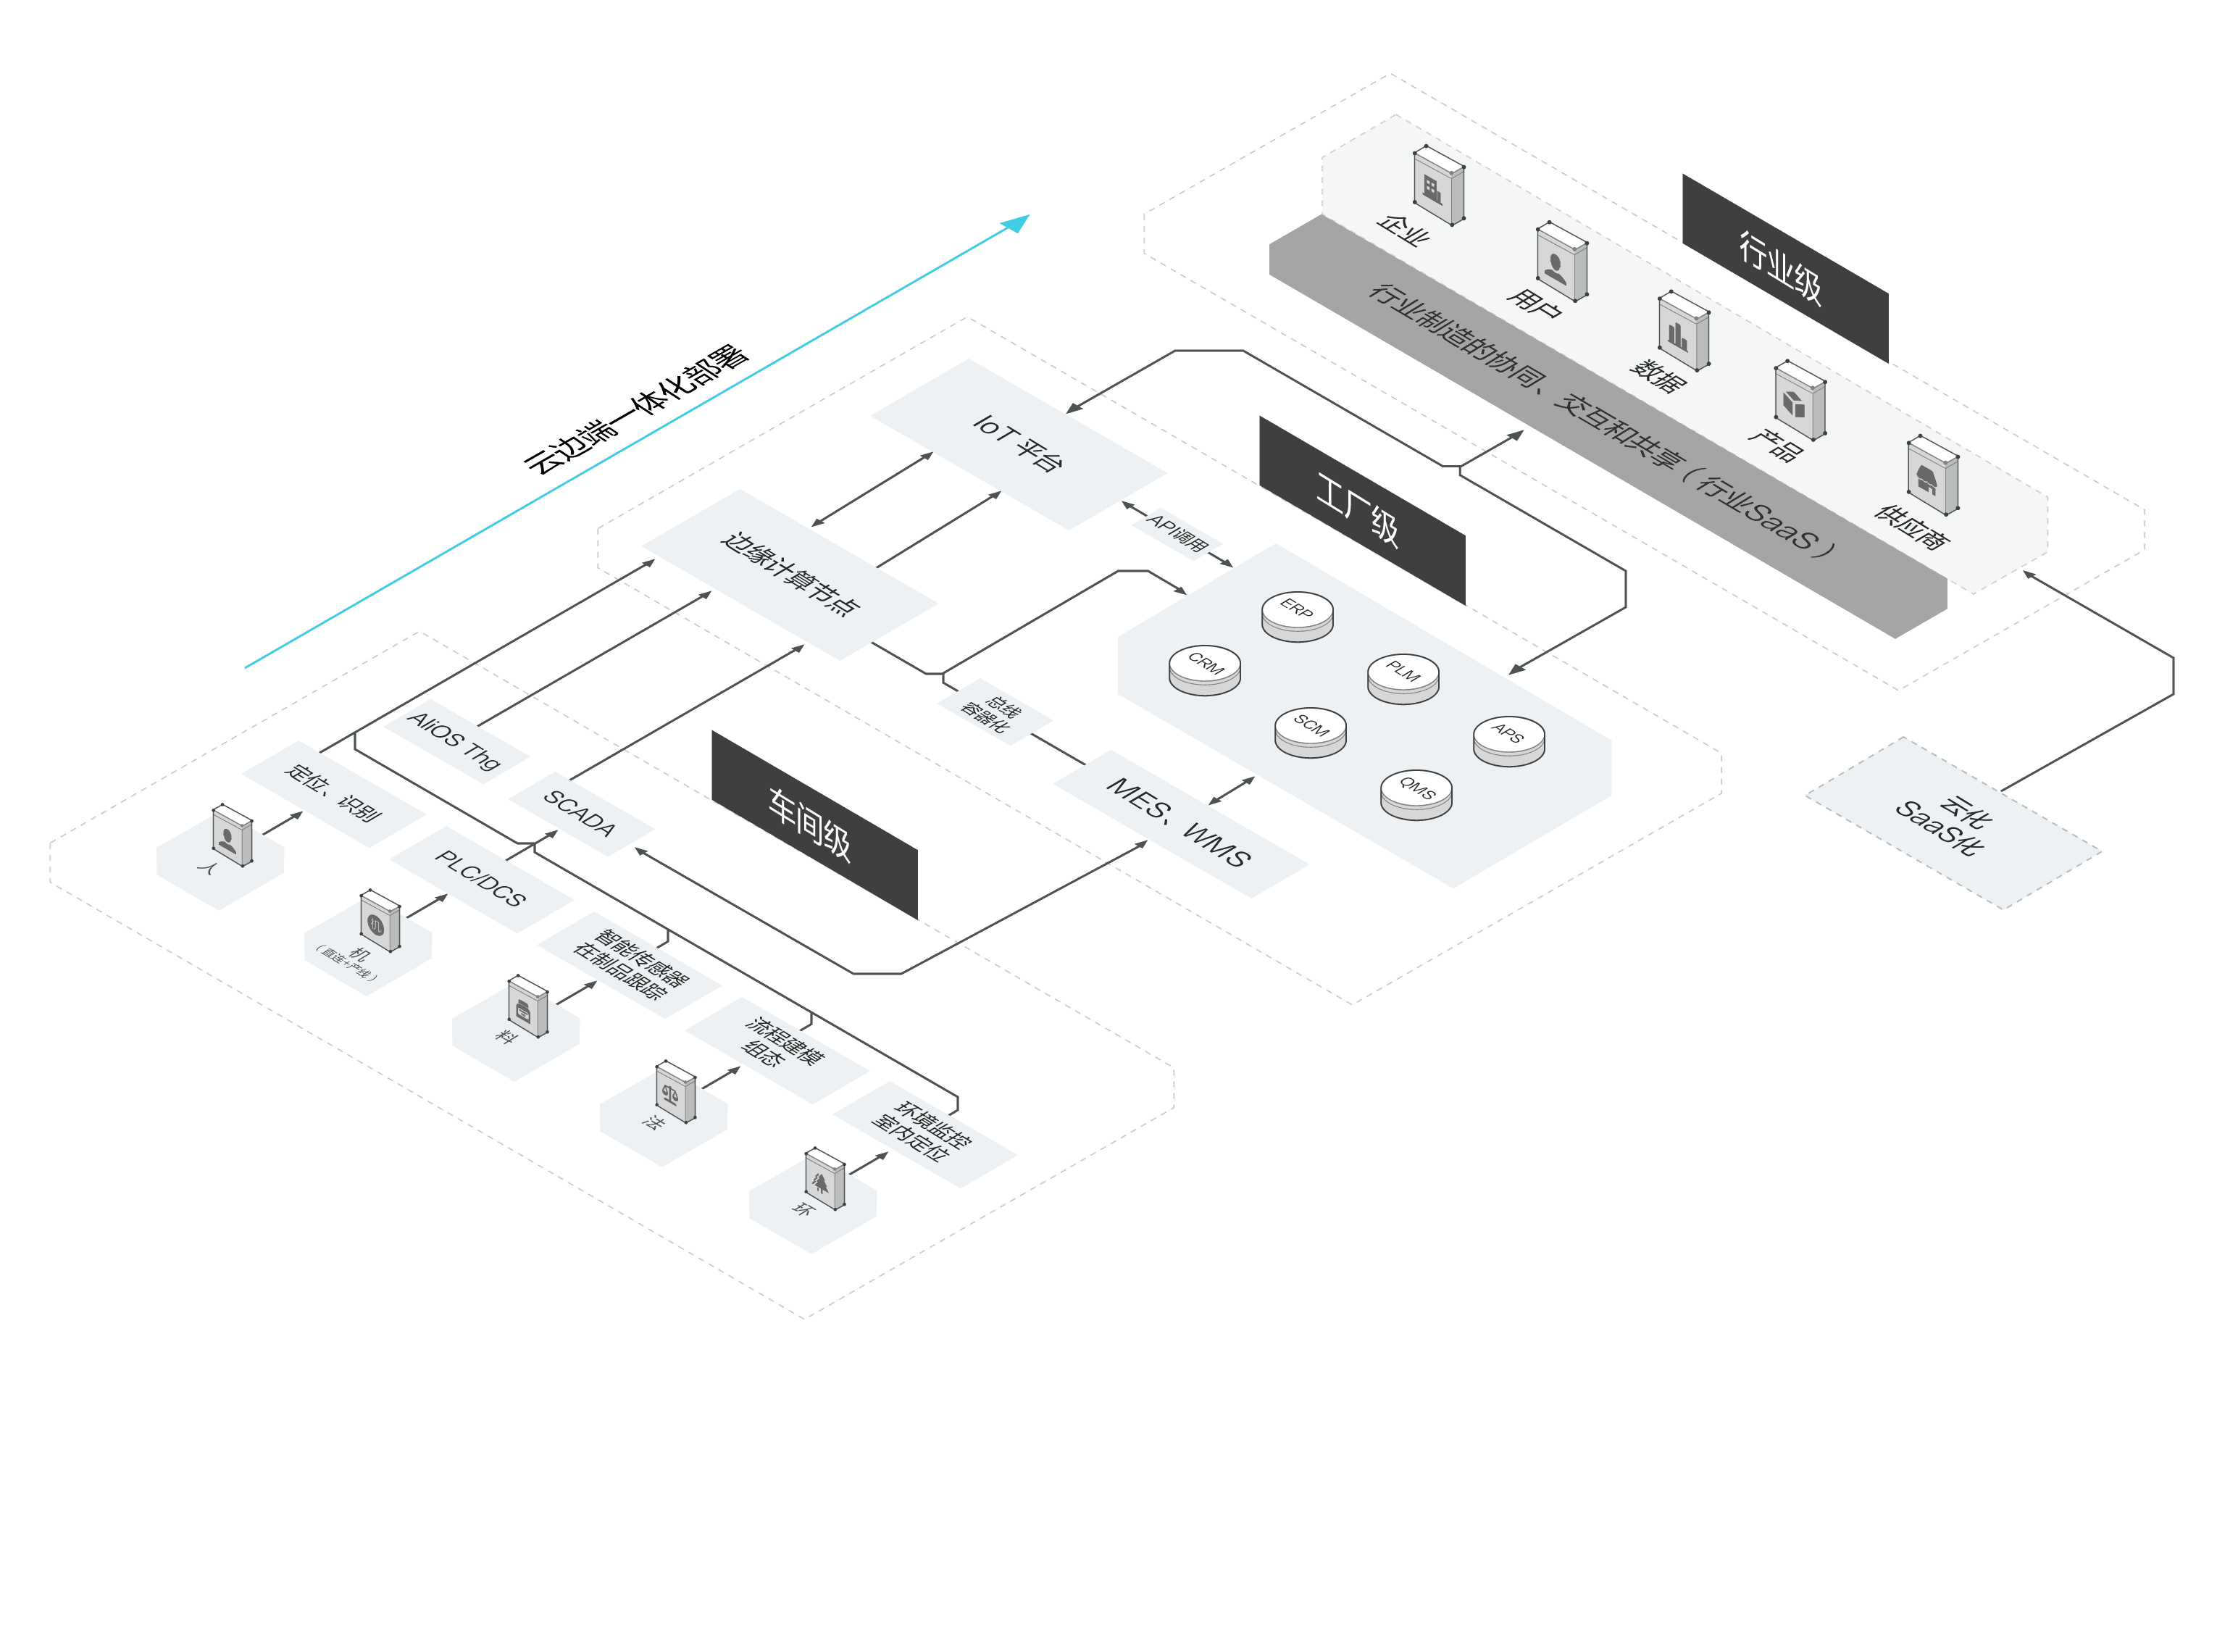 行业级
企业
用户
数据
产品
供应商
行业制造的协同、交互和共享（行业SaaS）
云边端一体化部署
工厂级
IoT 平台
API调用
边缘计算节点
ERP
CRM
PLM
SCM
APS
QMS
总线
容器化
MES、WMS
云化
SaaS化
车间级
AliOS Thg
SCADA
定位、识别
PLC/DCS
智能传感器
在制品跟踪
流程建模
组态
环境监控
室内定位
人
机
机
（直连+产线）
料
法
环